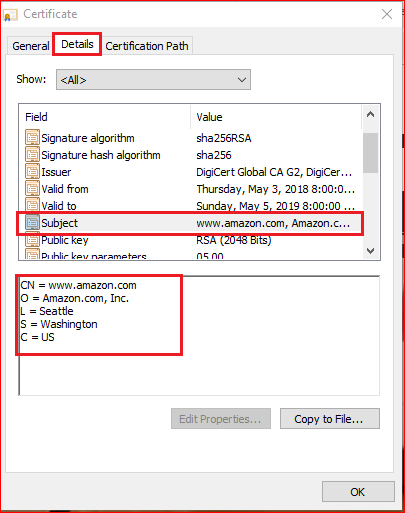 Certificate
General Details Certification Path
Show: <All>
Field Value
Signature algorithm sha256RSA
Signature hash algorithm sha256
Issuer DigiCert Global CA G2, DigiCer...
Valid from Thursday, May 3, 2018 8:00:0...
Valid to Sunday, May 5, 2019 8:00:00 ...
Subject www.amazon.com, Amazon.c...
Public key RSA (2048 Bits)
Public key parameters 05 00
CN = www.amazon.com
O = Amazon.com, Inc.
L = Seattle
S = Washington
C = US
Edit Properties... Copy to File...
OK